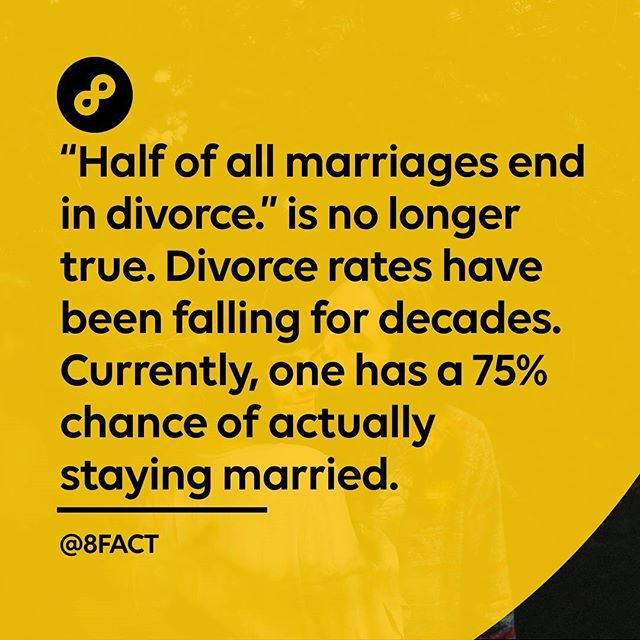 “Half of all marriages end
in divorce.” is no longer
true. Divorce rates have
been falling for decades.
Currently, one has a 75%
chance of actually
staying married.
@8FACT